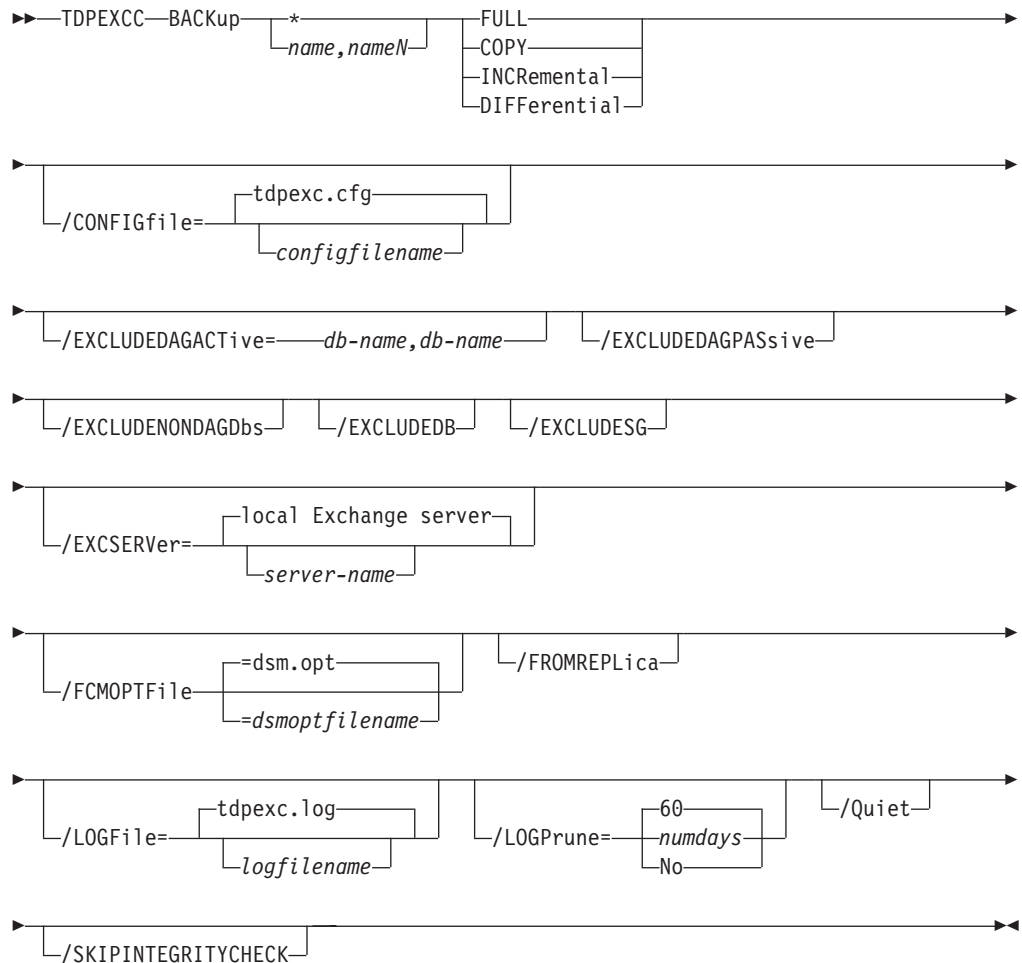 TDPEXCC BACKup * FULL
name,nameN COPY
INCRemental
DIFFerential
tdpexc.cfg
/CONFIGfile=
configfilename
/EXCLUDEDAGACTive= db-name,db-name /EXCLUDEDAGPASsive
/EXCLUDENONDAGDbs /EXCLUDEDB /EXCLUDESG
local Exchange server
/EXCSERVer=
server-name
=dsm.opt /FROMREPLica
/FCMOPTFile
=dsmoptfilename
tdpexc.log 60 /Quiet
/LOGFile= /LOGPrune= numdays
logfilename No
/SKIPINTEGRITYCHECK